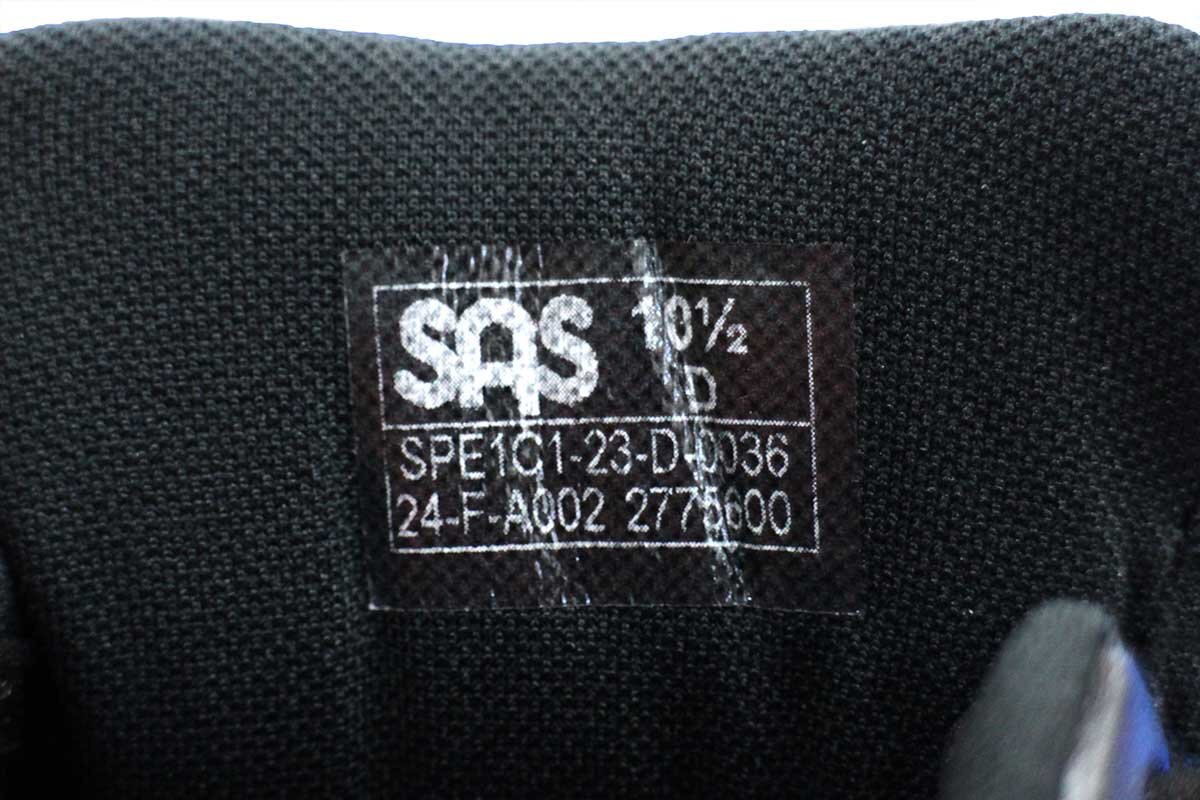 SAS 10½
D
SPE1C1-23-D-0036
24-F-A002 2775600